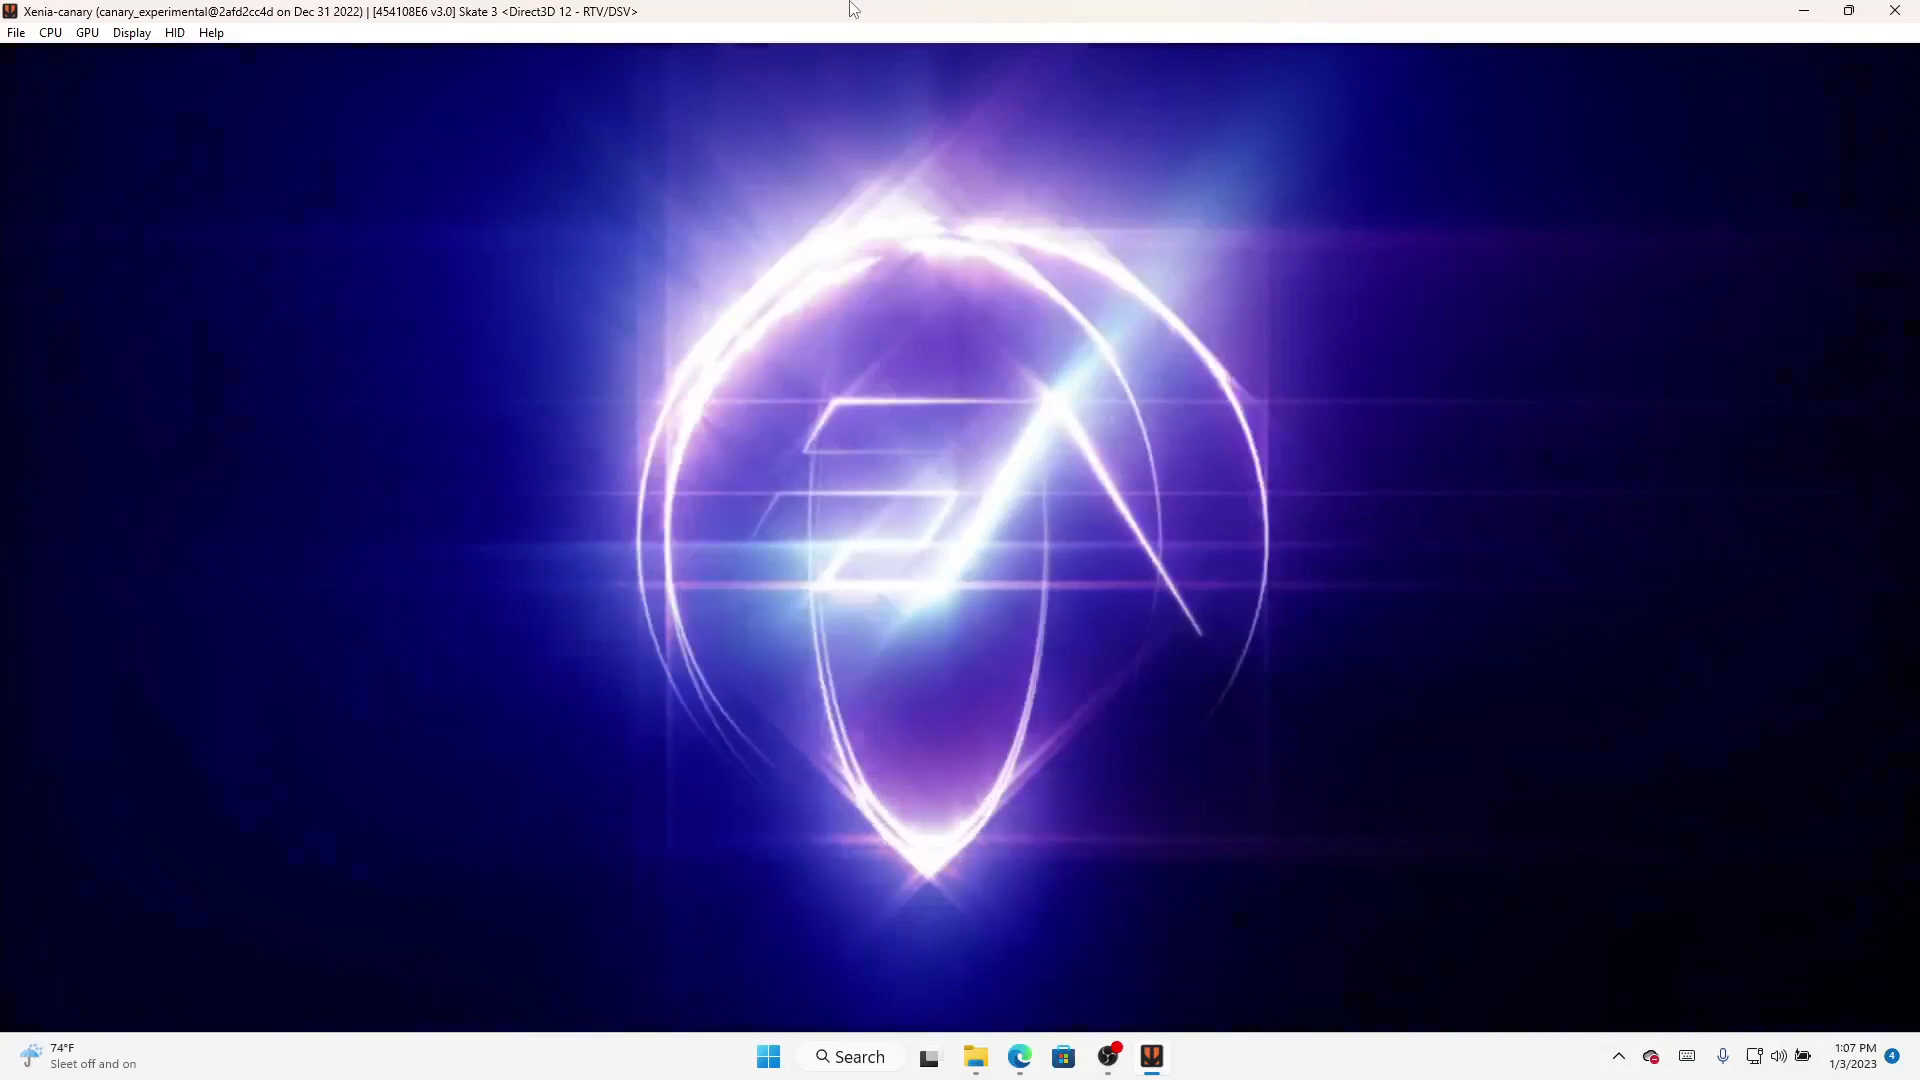 Xenia-canary (canary_experimental@2afd2cc4d on Dec 31 2022) | [454108E6 v3.0] Skate 3 <Direct3D 12 - RTV/DSV>
File CPU GPU Display HID Help
EA
74°F
Sleet off and on
Search
1:07 PM
1/3/2023
4